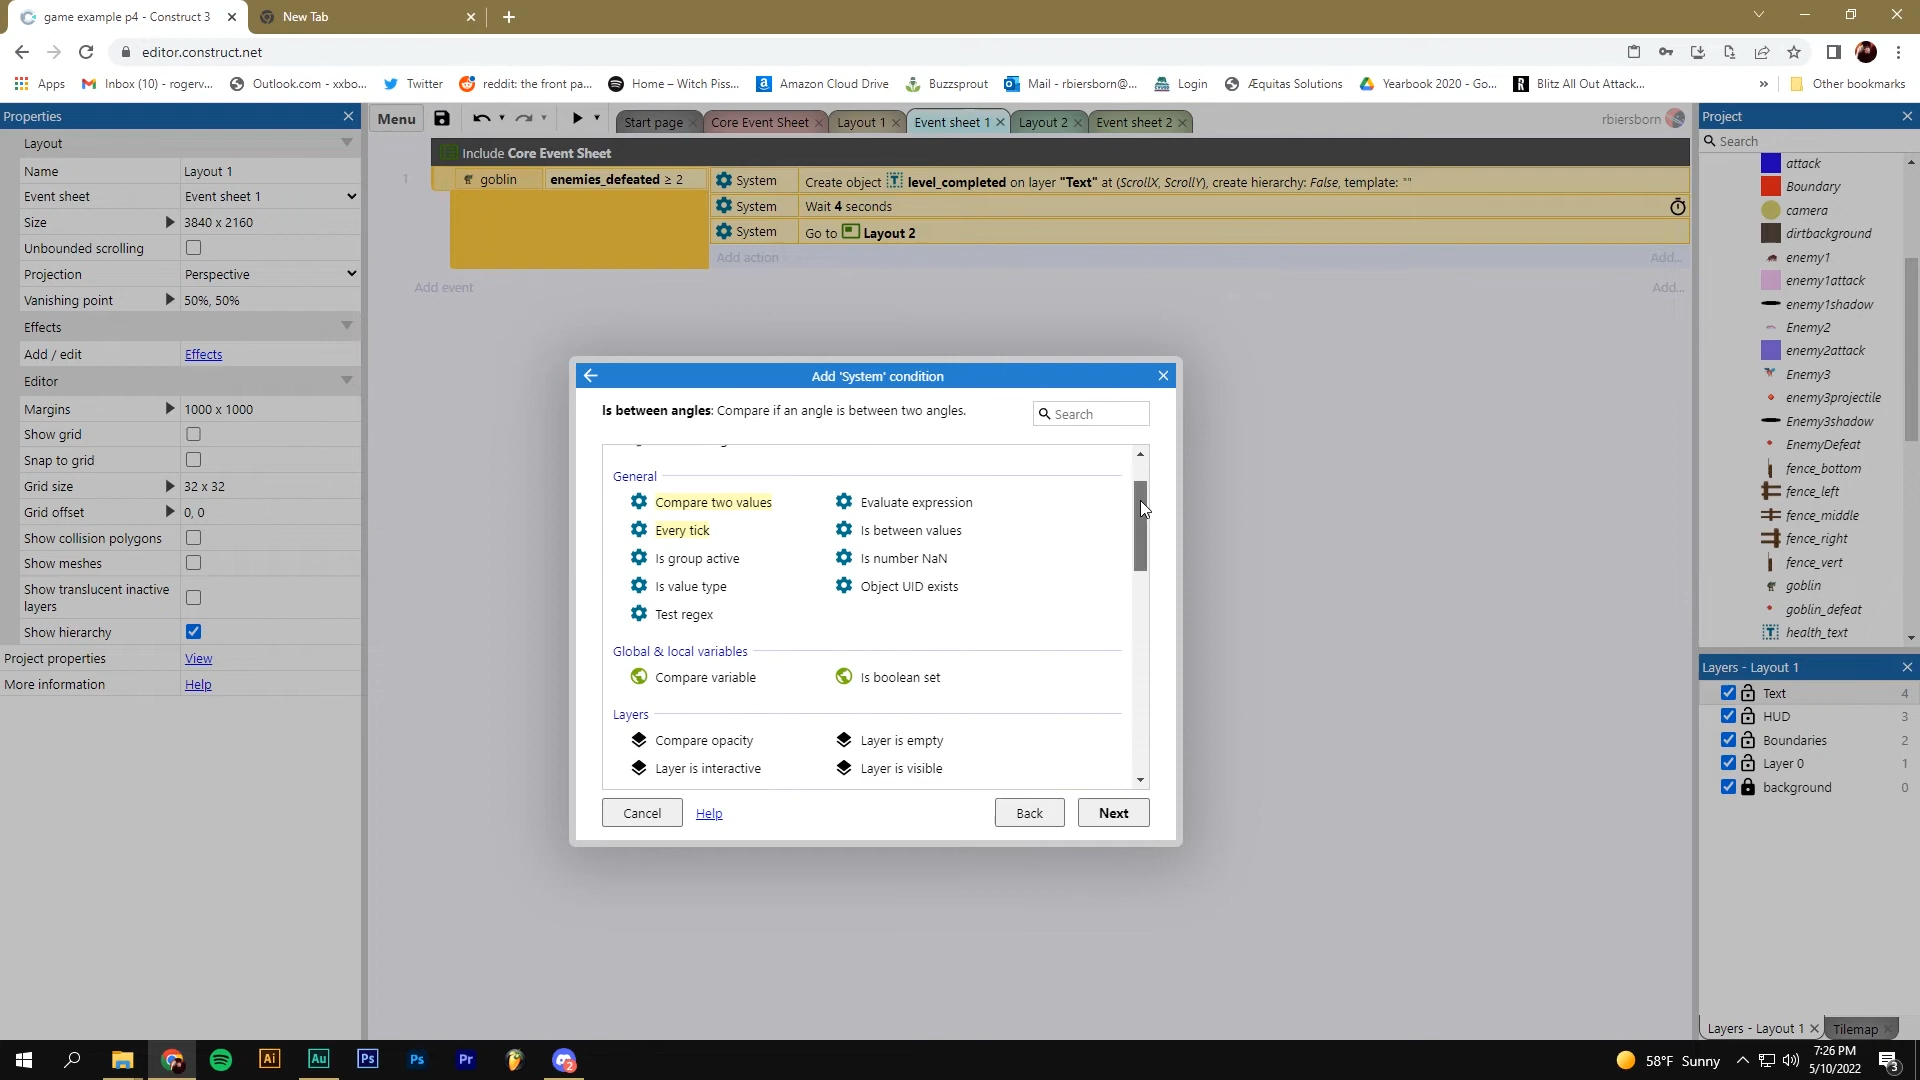 game example p4 - Construct 3
New Tab
editor.construct.net
Apps
Inbox (10) - rogerv...
Outlook.com - xxbo...
Twitter
reddit: the front pa...
Home – Witch Piss...
Amazon Cloud Drive
Buzzsprout
Mail - rbiersborn@...
Login
Æquitas Solutions
Yearbook 2020 - Go...
Blitz All Out Attack...
»
Other bookmarks
Properties
Menu
Start page
Core Event Sheet
Layout 1
Event sheet 1
Layout 2
Event sheet 2
rbiersborn
Project
Layout
Name Layout 1
Event sheet Event sheet 1
Size 3840 x 2160
Unbounded scrolling
Projection Perspective
Vanishing point 50%, 50%
Effects
Add / edit Effects
Editor
Margins 1000 x 1000
Show grid
Snap to grid
Grid size 32 x 32
Grid offset 0, 0
Show collision polygons
Show meshes
Show translucent inactive
layers
Show hierarchy
Project properties View
More information Help
Include Core Event Sheet
1 goblin enemies_defeated ≥ 2 System Create object T level_completed on layer "Text" at (ScrollX, ScrollY), create hierarchy: False, template: ""
System Wait 4 seconds
System Go to Layout 2
Add action Add...
Add event Add...
Add 'System' condition
Is between angles: Compare if an angle is between two angles.
Search
General
Compare two values Evaluate expression
Every tick Is between values
Is group active Is number NaN
Is value type Object UID exists
Test regex
Global & local variables
Compare variable Is boolean set
Layers
Compare opacity Layer is empty
Layer is interactive Layer is visible
Cancel Help Back Next
Search
attack
Boundary
camera
dirtbackground
enemy1
enemy1attack
enemy1shadow
Enemy2
enemy2attack
Enemy3
enemy3projectile
Enemy3shadow
EnemyDefeat
fence_bottom
fence_left
fence_middle
fence_right
fence_vert
goblin
goblin_defeat
T health_text
Layers - Layout 1
Text 4
HUD 3
Boundaries 2
Layer 0 1
background 0
Layers - Layout 1
Tilemap
Ai
Au
Ps
Ps
Pr
2
58°F Sunny
7:26 PM
5/10/2022
3